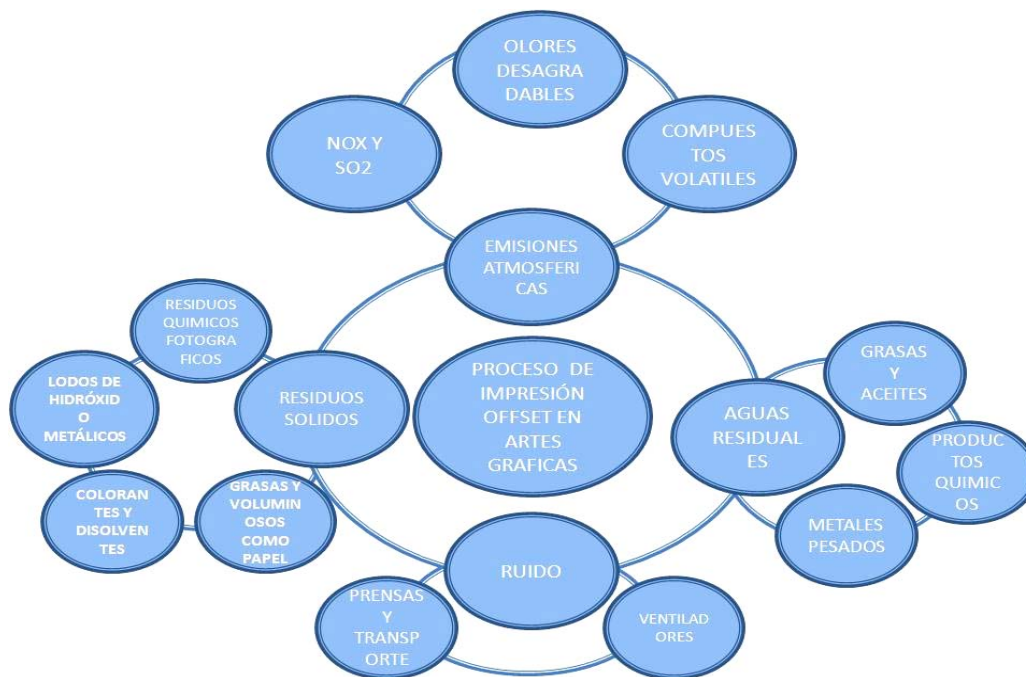 OLORES
DESAGRA
DABLES
NOX Y
SO2
COMPUES
TOS
VOLATILES
EMISIONES
ATMOSFERI
CAS
RESIDUOS
QUIMICOS
FOTOGRA
FICOS
LODOS DE
HIDRÓXID
O
METÁLICOS
RESIDUOS
SOLIDOS
COLORAN
TES Y
DISOLVEN
TES
GRASAS Y
VOLUMIN
OSOS
COMO
PAPEL
PROCESO DE
IMPRESIÓN
OFFSET EN
ARTES
GRAFICAS
AGUAS
RESIDUAL
ES
GRASAS
Y
ACEITES
PRODUC
TOS
QUIMIC
OS
METALES
PESADOS
RUIDO
PRENSAS
Y
TRANSP
ORTE
VENTILAD
ORES